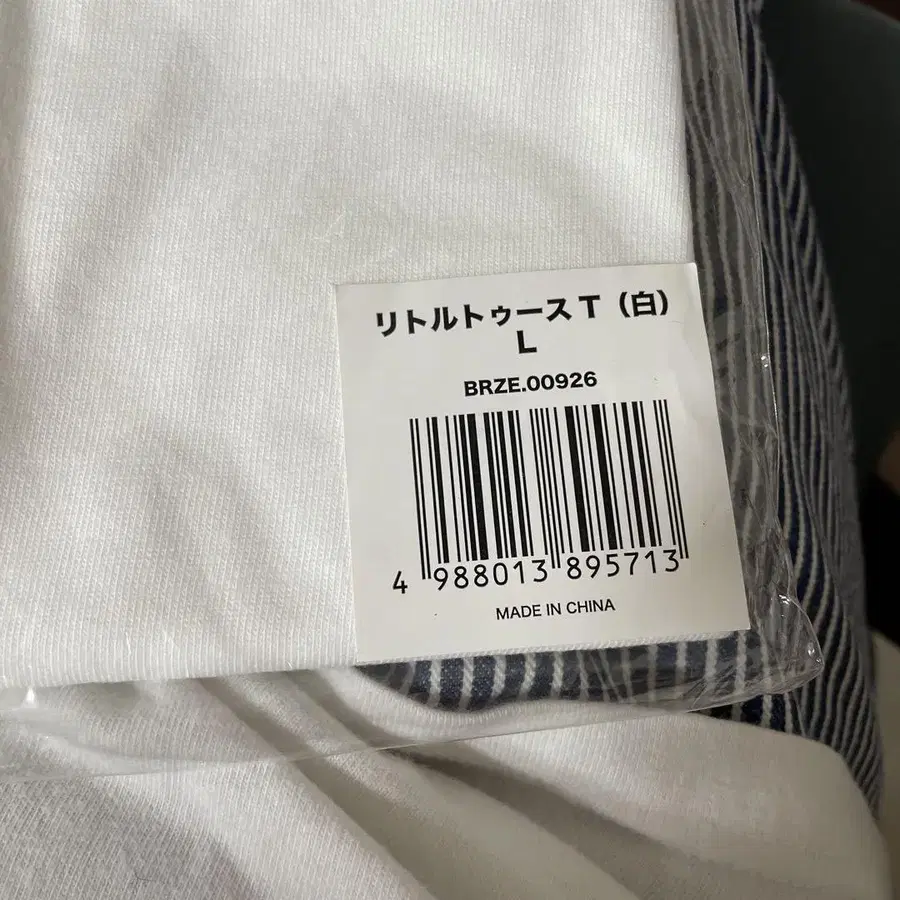 リトルトゥースT（白）
L
BRZE.00926
4 988013 895713
MADE IN CHINA